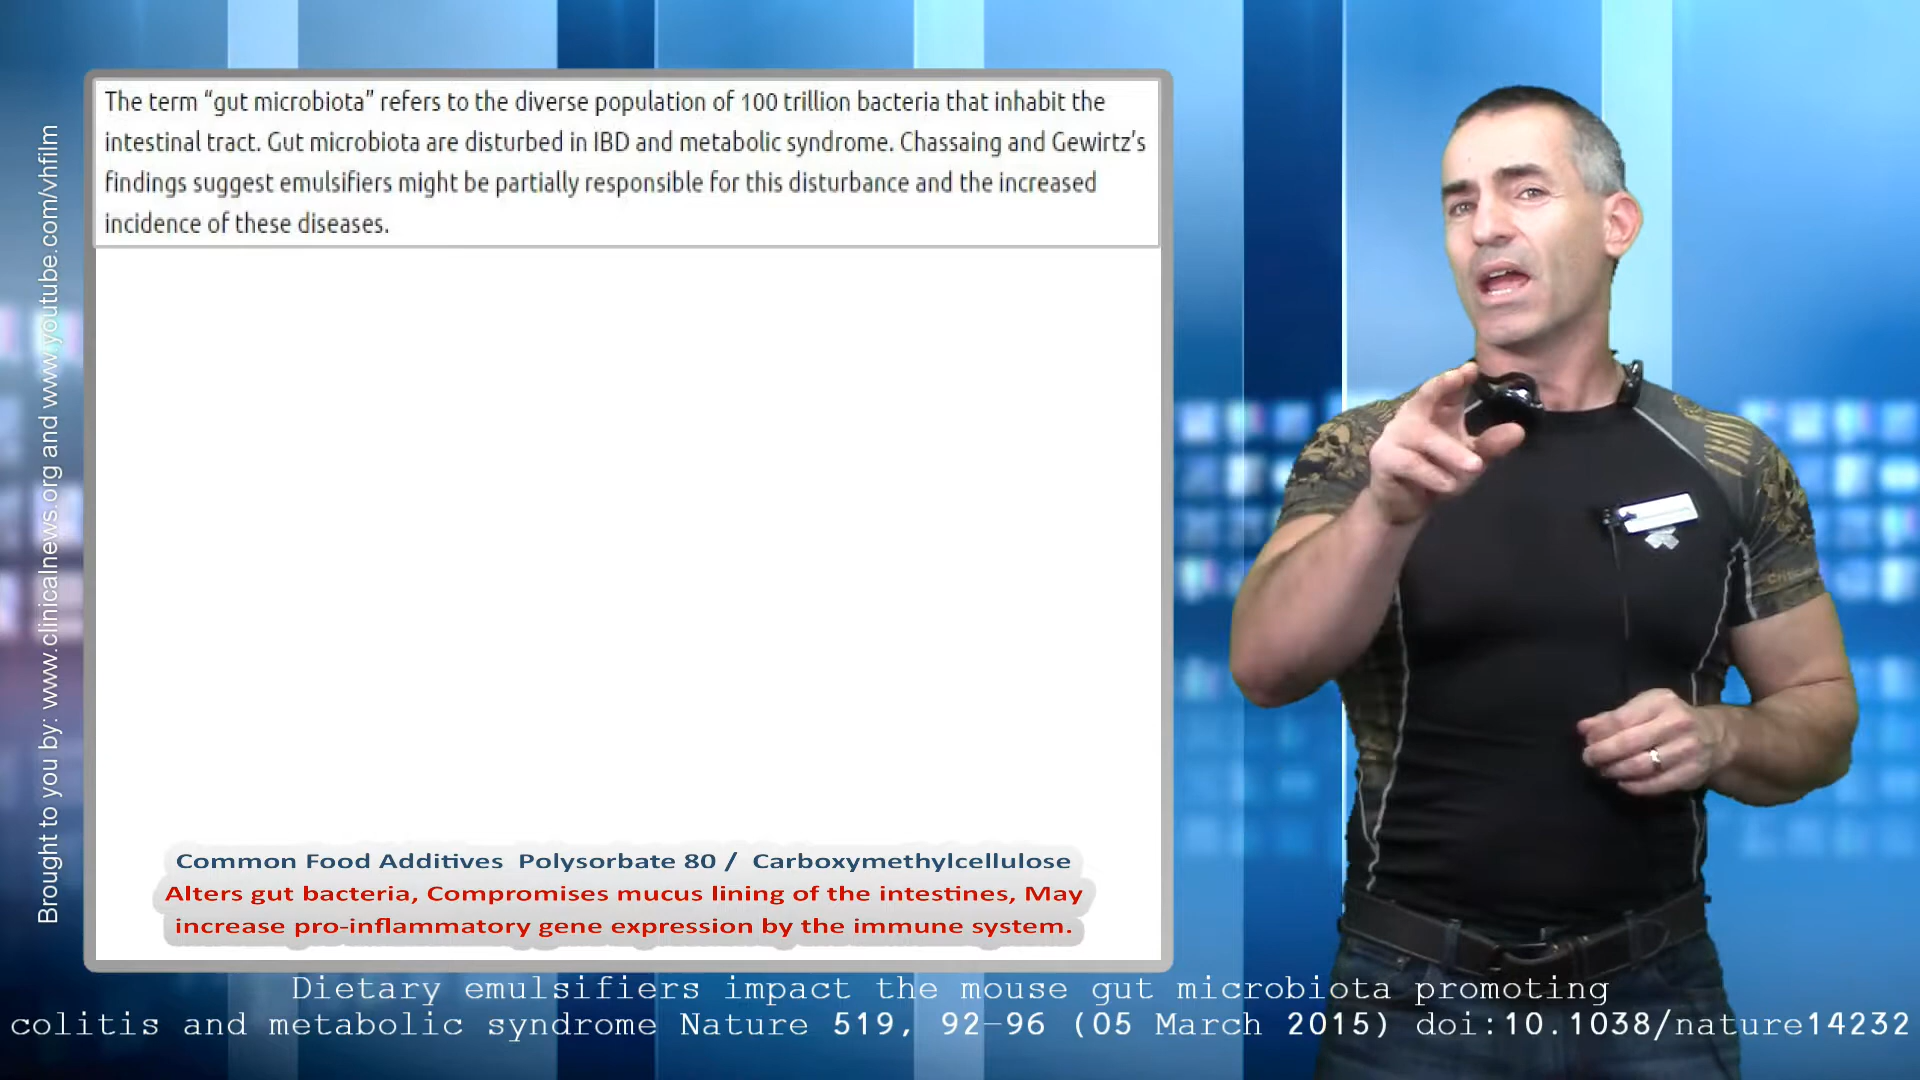 The term “gut microbiota” refers to the diverse population of 100 trillion bacteria that inhabit the
intestinal tract. Gut microbiota are disturbed in IBD and metabolic syndrome. Chassaing and Gewirtz’s
findings suggest emulsifiers might be partially responsible for this disturbance and the increased
incidence of these diseases.
Brought to you by: www.clinicalnews.org and www.youtube.com/vhfilm
Common Food Additives Polysorbate 80 / Carboxymethylcellulose
Alters gut bacteria, Compromises mucus lining of the intestines, May
increase pro-inflammatory gene expression by the immune system.
Dietary emulsifiers impact the mouse gut microbiota promoting
colitis and metabolic syndrome Nature 519, 92–96 (05 March 2015) doi:10.1038/nature14232